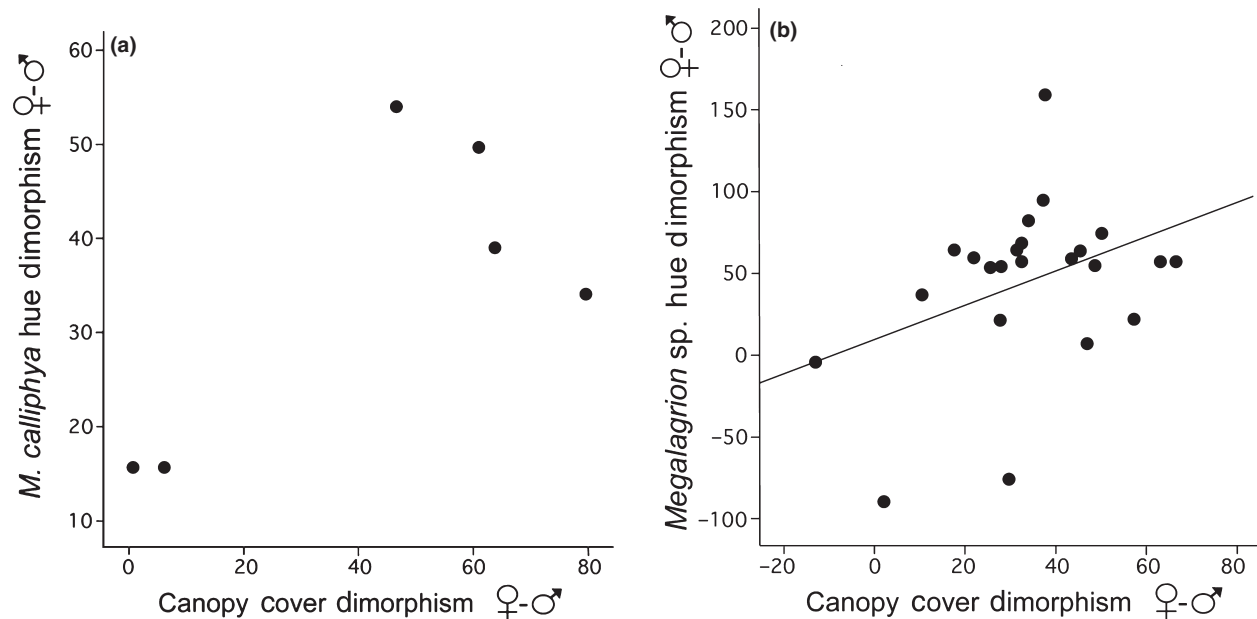 (a)
M. calliphya hue dimorphism ♀-♂
60
50
40
30
20
10
0 20 40 60 80
Canopy cover dimorphism ♀-♂
(b)
Megalagrion sp. hue dimorphism ♀-♂
200
150
100
50
0
−50
−100
−20 0 20 40 60 80
Canopy cover dimorphism ♀-♂